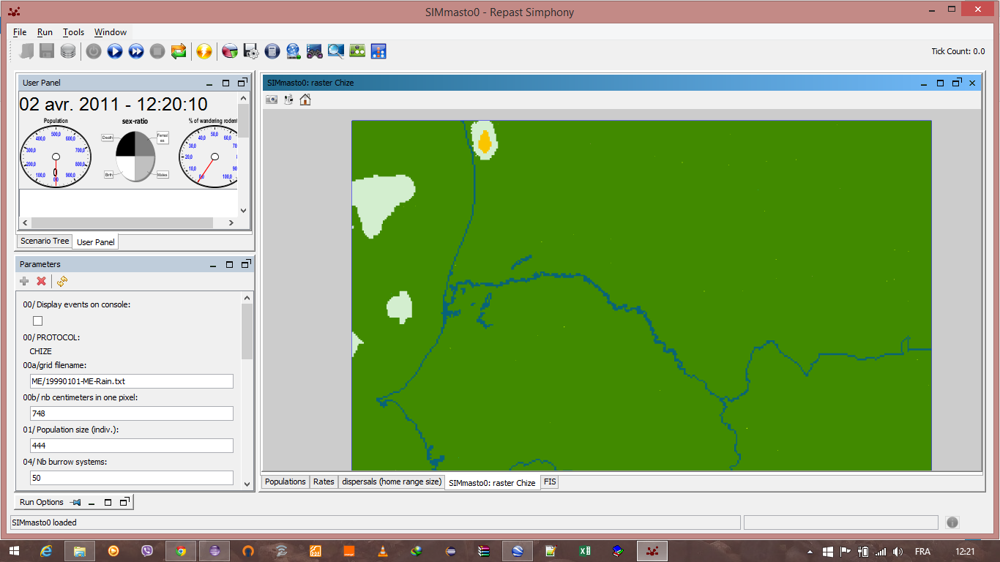 SIMmasto0 - Repast Simphony
File Run Tools Window
Tick Count: 0.0
User Panel
02 avr. 2011 - 12:20:10
Population
500,0
400,0 600,0
300,0 700,0
200,0 800,0
100,0 900,0
0
0,0
sex-ratio
Death
Femal
es
Birth
Males
% of wandering rodent
40,0 50,0 60,0
30,0 70,0
20,0
10,0
0,0 100,0
Scenario Tree User Panel
Parameters
00/ Display events on console:
00/ PROTOCOL:
CHIZE
00a/grid filename:
ME/19990101-ME-Rain.txt
00b/ nb centimeters in one pixel:
748
01/ Population size (indiv.):
444
04/ Nb burrow systems:
50
Run Options
SIMmasto0: raster Chize
Populations Rates dispersals (home range size) SIMmasto0: raster Chize FIS
SIMmasto0 loaded
FRA 12:21